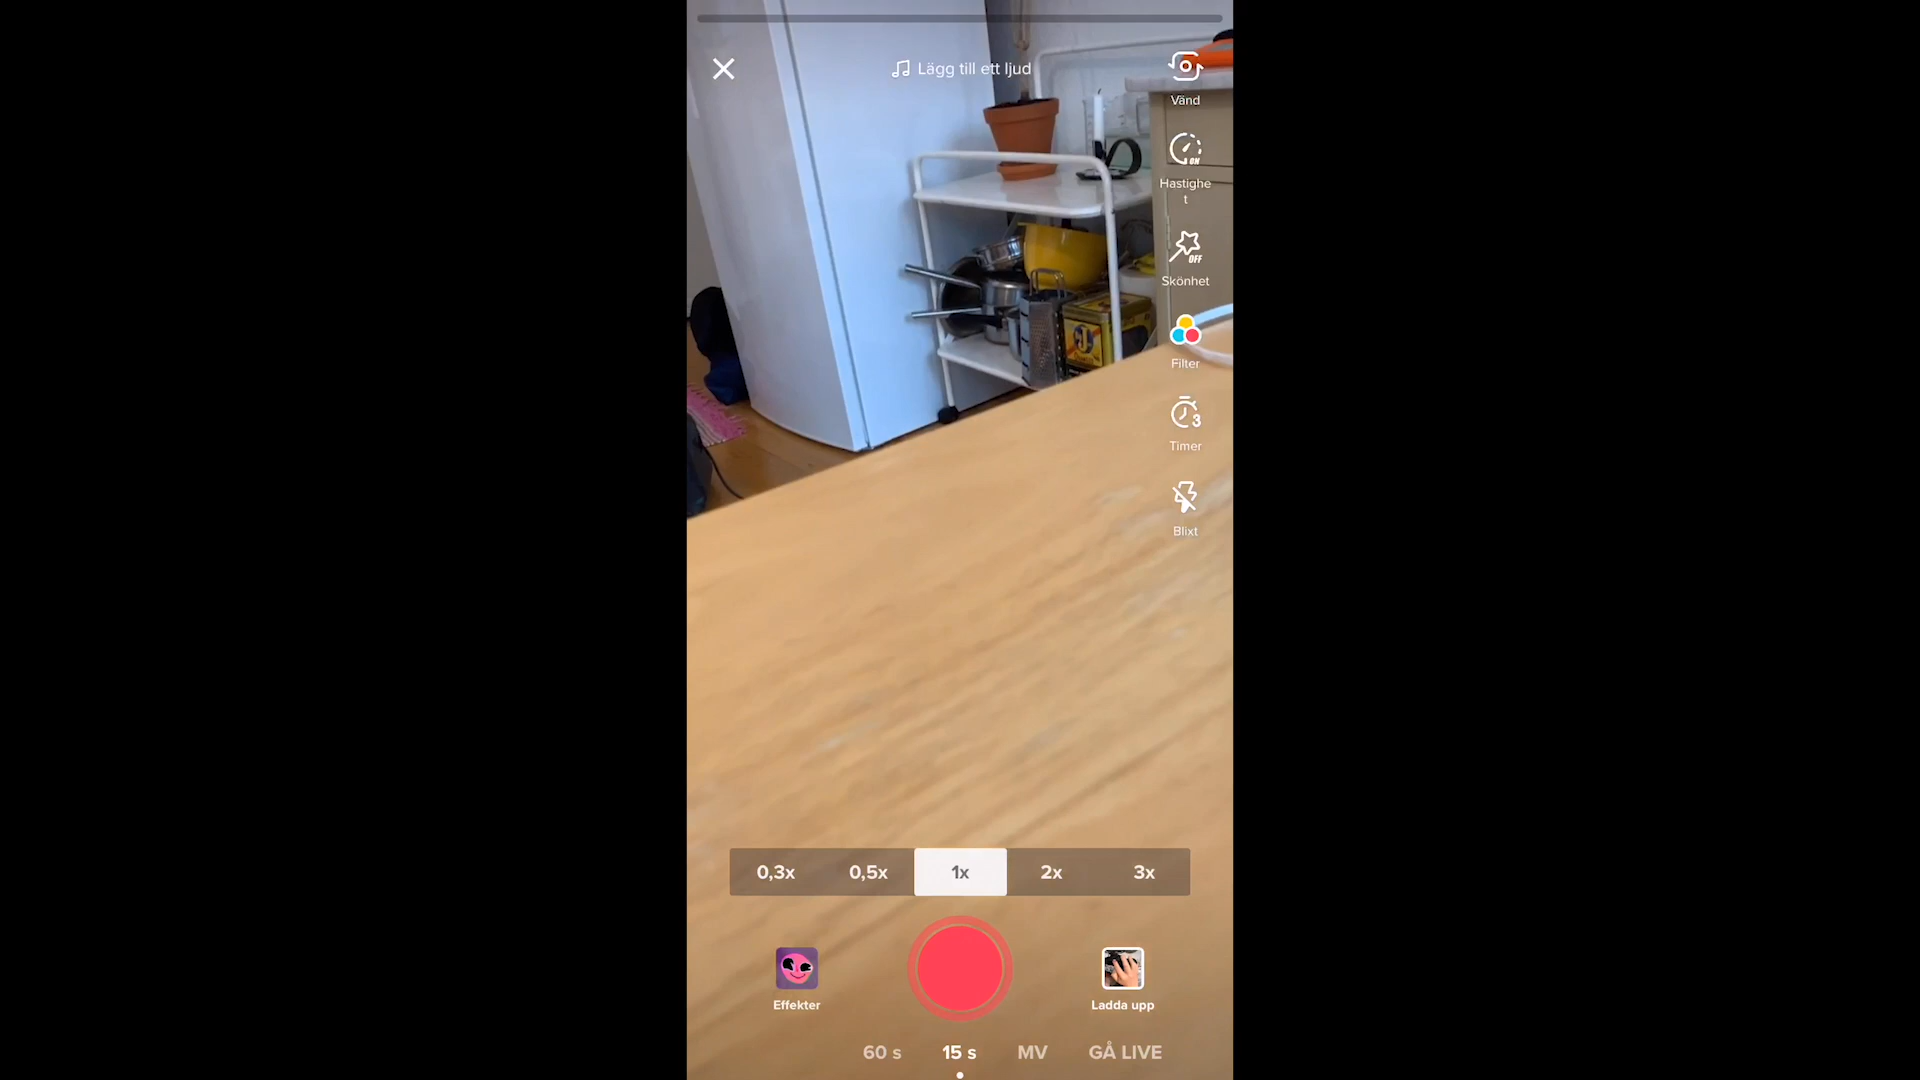 Lägg till ett ljud
Vänd
ON
Hastighe
t
OFF
Skönhet
Filter
3
Timer
Blixt
0,3x 0,5x 1x 2x 3x
Effekter
Ladda upp
60 s 15 s MV GÅ LIVE